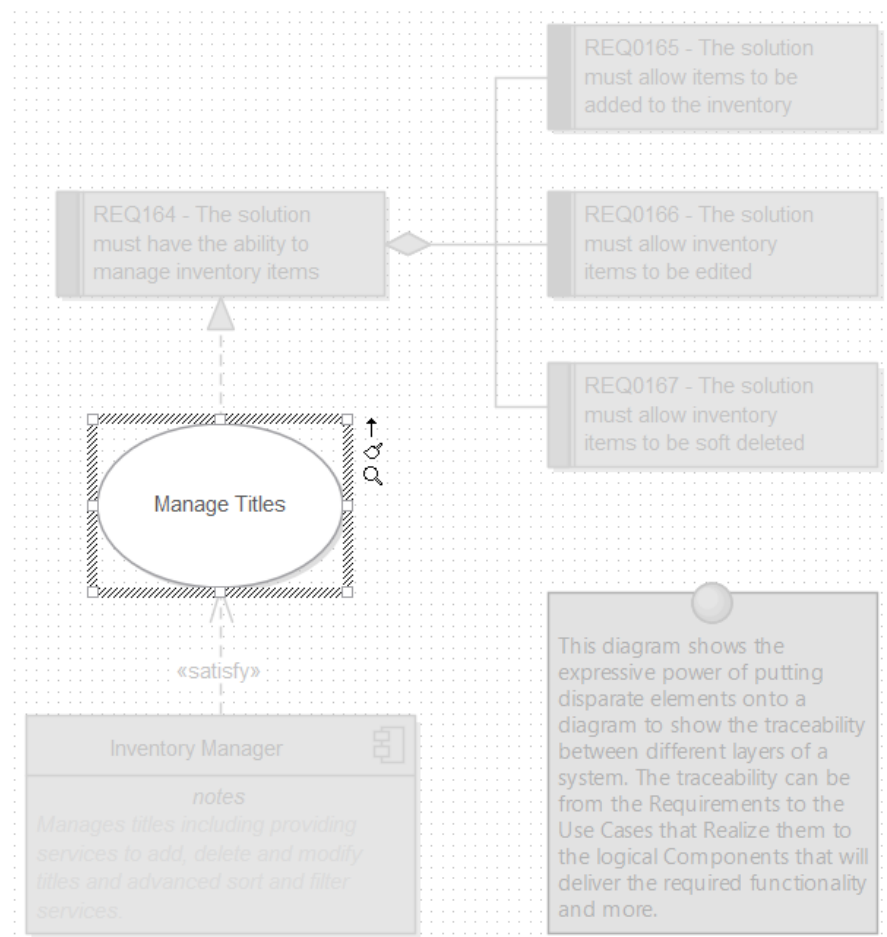 REQ0165 - The solution
must allow items to be
added to the inventory
REQ164 - The solution
must have the ability to
manage inventory items
REQ0166 - The solution
must allow inventory
items to be edited
REQ0167 - The solution
must allow inventory
items to be soft deleted
Manage Titles
«satisfy»
Inventory Manager
notes
Manages titles including providing
services to add, delete and modify
titles and advanced sort and filler
services.
This diagram shows the
expressive power of putting
disparate elements onto a
diagram to show the traceability
between different layers of a
system. The traceability can be
from the Requirements to the
Use Cases that Realize them to
the logical Components that will
deliver the required functionality
and more.